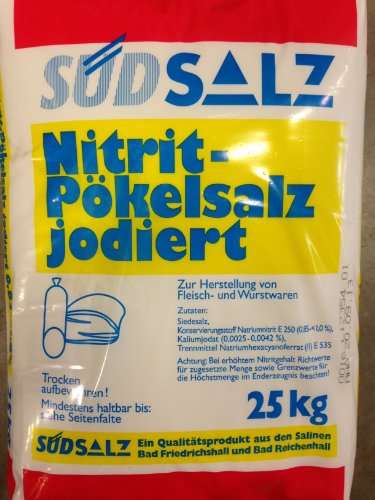 SÜDSALZ
Nitrit-
Pökelsalz
jodiert
Zur Herstellung von
Fleisch- und Wurstwaren
Zutaten:
Siedesalz,
Konservierungsstoff Natriumnitrit E 250 (0,85-<1,0 %),
Kaliumjodat (0,0025-0,0042 %),
Trennmittel Natriumhexacyanoferrat (II) E 535
Achtung: Bei erhöhtem Nitritgehalt Richtwerte
für zugesetzte Menge sowie Grenzwerte für
die Höchstmenge im Enderzeugnis beachten!
Trocken
aufbewahren!
Mindestens haltbar bis:
siehe Seitenfalte
25 kg
SÜDSALZ
Ein Qualitätsprodukt aus den Salinen
Bad Friedrichshall und Bad Reichenhall